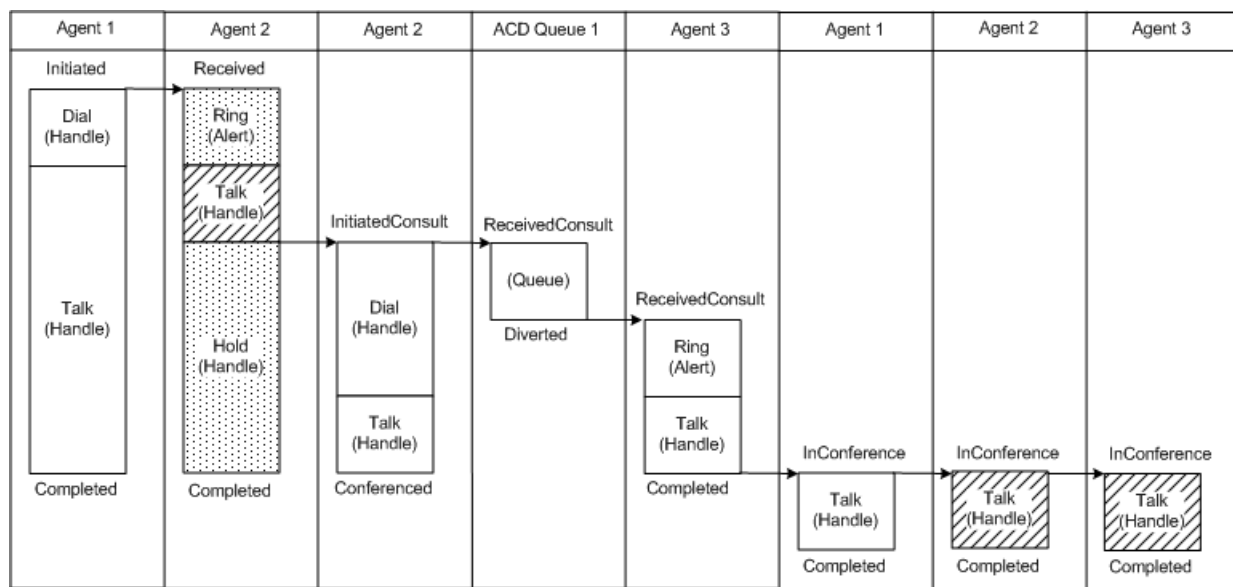 Agent 1
Agent 2
Agent 2
ACD Queue 1
Agent 3
Agent 1
Agent 2
Agent 3
Initiated
Dial
(Handle)
Talk
(Handle)
Completed
Received
Ring
(Alert)
Talk
(Handle)
Hold
(Handle)
Completed
InitiatedConsult
Dial
(Handle)
Talk
(Handle)
Conferenced
ReceivedConsult
(Queue)
Diverted
ReceivedConsult
Ring
(Alert)
Talk
(Handle)
Completed
InConference
Talk
(Handle)
Completed
InConference
Talk
(Handle)
Completed
InConference
Talk
(Handle)
Completed